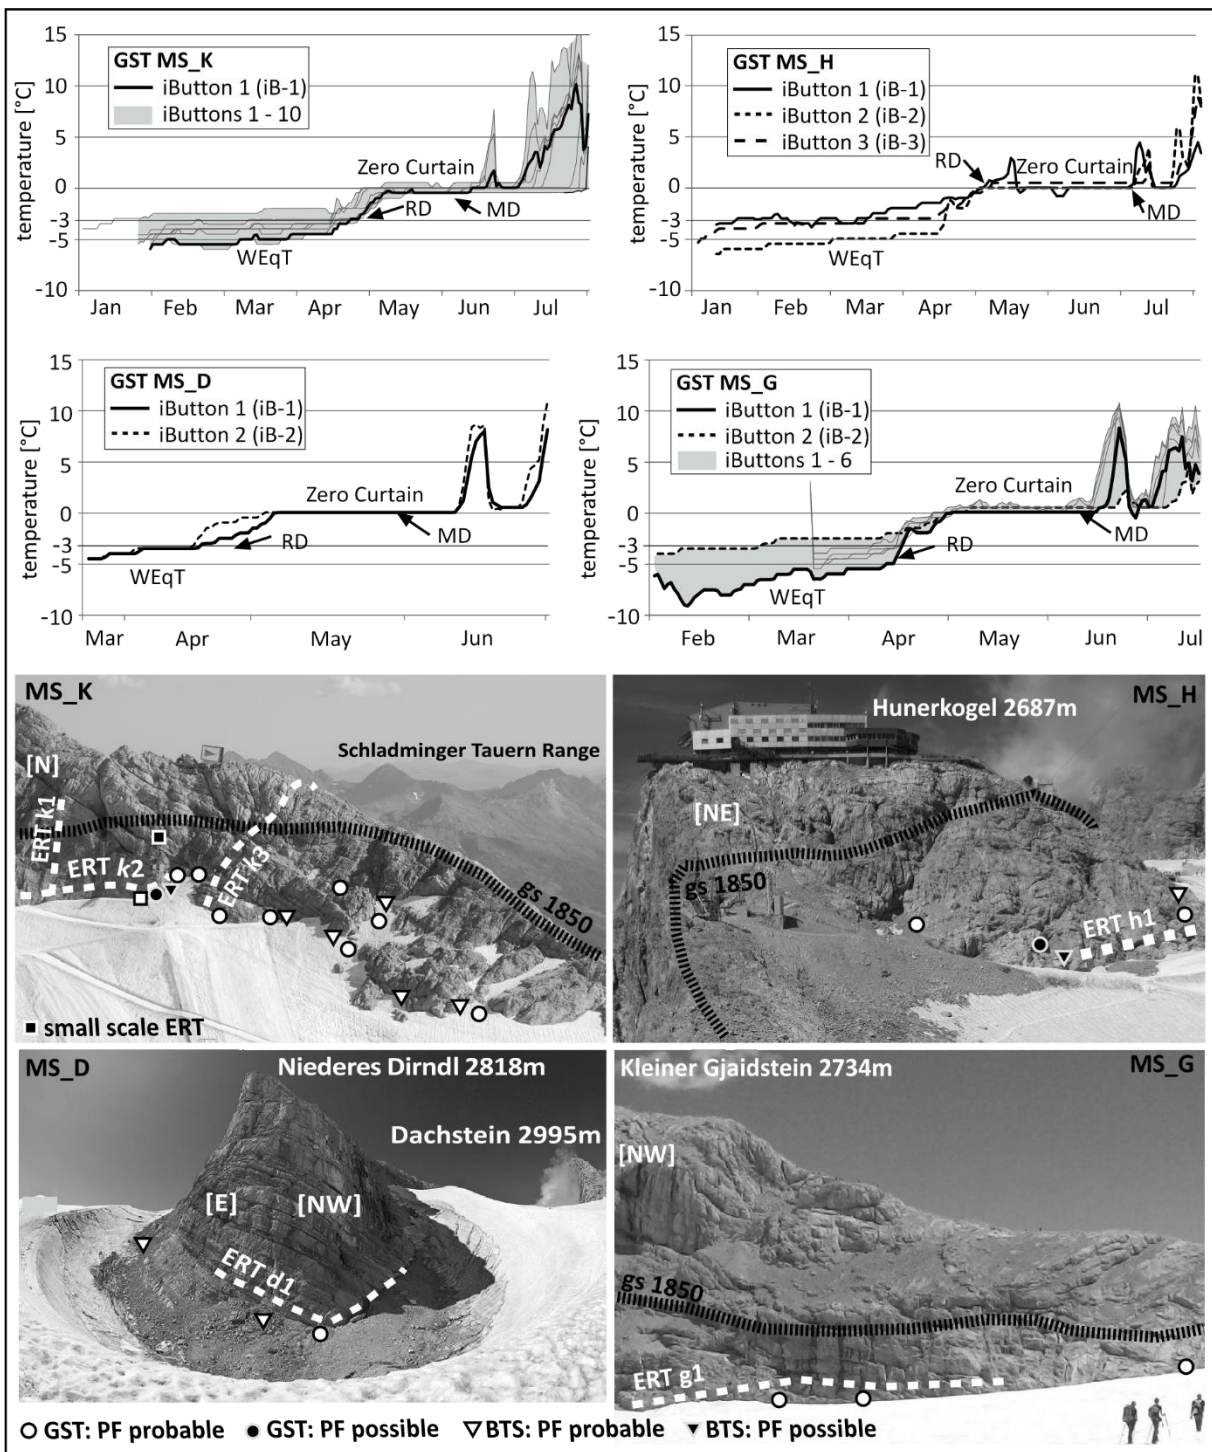 GST MS_K
iButton 1 (iB-1)
iButtons 1 - 10
temperature [°C]
15
10
5
0
-3
-5
-10
Zero Curtain
RD
MD
WEqT
Jan Feb Mar Apr May Jun Jul
GST MS_H
iButton 1 (iB-1)
iButton 2 (iB-2)
iButton 3 (iB-3)
temperature [°C]
15
10
5
0
-3
-5
-10
RD
Zero Curtain
MD
WEqT
Jan Feb Mar Apr May Jun Jul
GST MS_D
iButton 1 (iB-1)
iButton 2 (iB-2)
temperature [°C]
15
10
5
0
-3
-5
-10
Zero Curtain
MD
RD
WEqT
Mar Apr May Jun
GST MS_G
iButton 1 (iB-1)
iButton 2 (iB-2)
iButtons 1 - 6
temperature [°C]
15
10
5
0
-3
-5
-10
Zero Curtain
MD
RD
WEqT
Feb Mar Apr May Jun Jul
MS_K
Schladminger Tauern Range
[N]
ERT k1
ERT k2
ERT k3
gs 1850
small scale ERT
MS_H
Hunerkogel 2687m
[NE]
gs 1850
ERT h1
MS_D
Niederes Dirndl 2818m
Dachstein 2995m
[E] [NW]
ERT d1
Kleiner Gjaidstein 2734m
MS_G
[NW]
gs 1850
ERT g1
GST: PF probable GST: PF possible BTS: PF probable BTS: PF possible